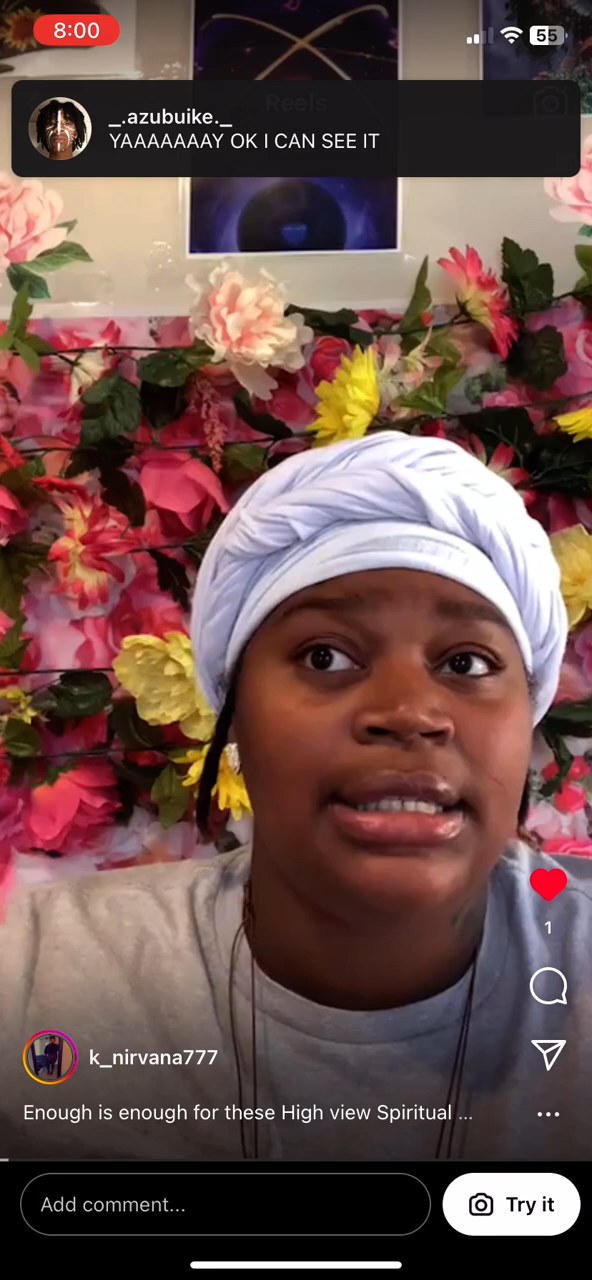 8:00
55
Reels
_.azubuike._
YAAAAAAAY OK I CAN SEE IT
1
k_nirvana777
Enough is enough for these High view Spiritual ...
Add comment...
Try it